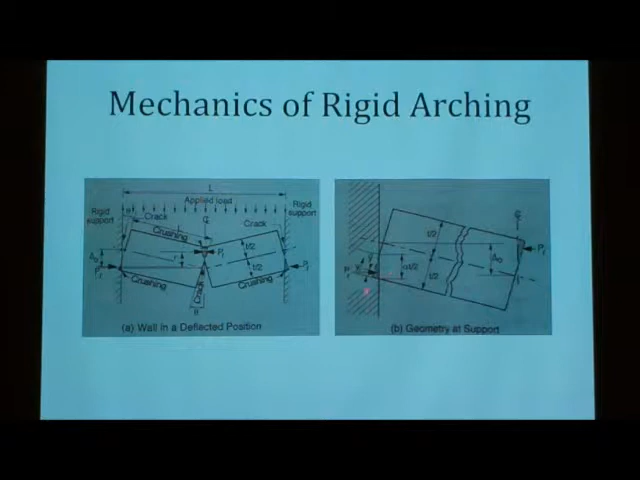 Mechanics of Rigid Arching
L
Applied load
Rigid
support
Rigid
support
Crack
Crack
Crushing
t/2
t/2
Crushing
Crack
Crushing
(a) Wall in a Deflected Position
t/2
t/2
(b) Geometry at Support